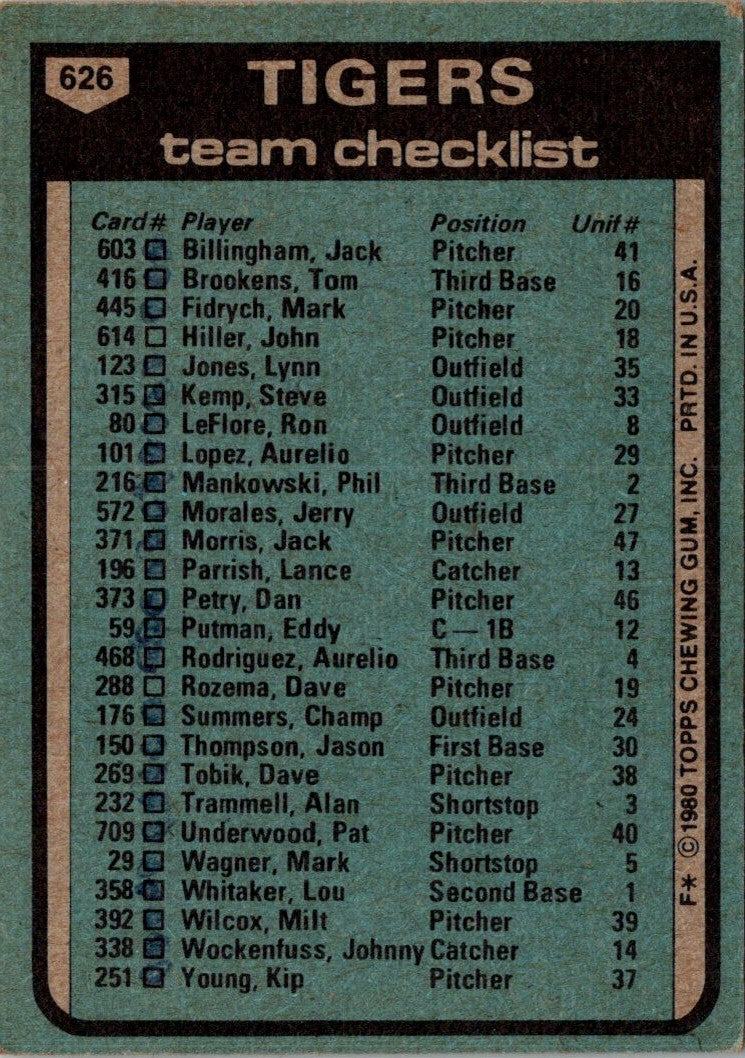 626
TIGERS
team checklist
Card# Player Position Unif#
603 Billingham, Jack Pitcher 41
416 Brookens, Tom Third Base 16
445 Fidrych, Mark Pitcher 20
614 Hiller, John Pitcher 18
123 Jones, Lynn Outfield 35
315 Kemp, Steve Outfield 33
80 LeFlore, Ron Outfield 8
101 Lopez, Aurelio Pitcher 29
216 Mankowski, Phil Third Base 2
572 Morales, Jerry Outfield 27
371 Morris, Jack Pitcher 47
196 Parrish, Lance Catcher 13
373 Petry, Dan Pitcher 46
59 Putman, Eddy C—1B 12
468 Rodriguez, Aurelio Third Base 4
288 Rozema, Dave Pitcher 19
176 Summers, Champ Outfield 24
150 Thompson, Jason First Base 30
269 Tobik, Dave Pitcher 38
232 Trammell, Alan Shortstop 3
709 Underwood, Pat Pitcher 40
29 Wagner, Mark Shortstop 5
358 Whitaker, Lou Second Base 1
392 Wilcox, Milt Pitcher 39
338 Wockenfuss, Johnny Catcher 14
251 Young, Kip Pitcher 37
F* ©1980 TOPPS CHEWING GUM, INC. PRTD. IN U.S.A.